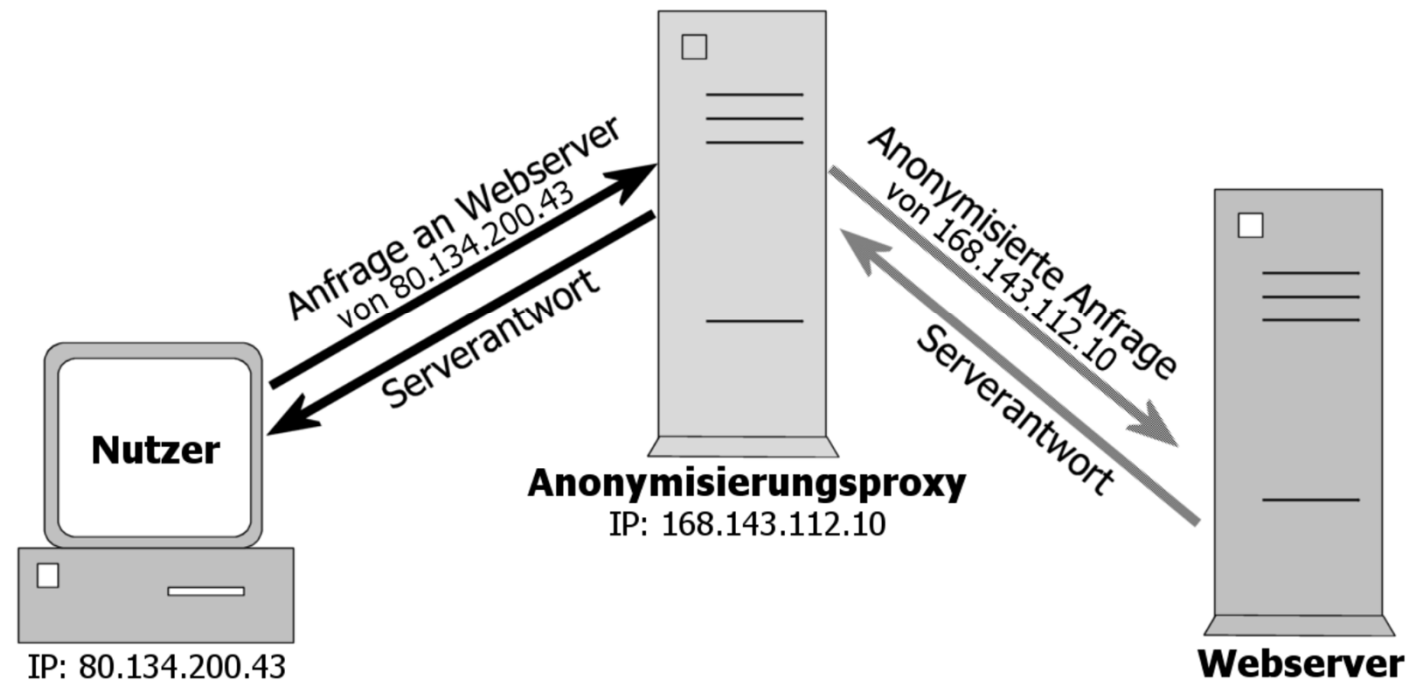 Anfrage an Webserver
von 80.134.200.43
Serverantwort
Anonymisierte Anfrage
von 168.143.112.10
Serverantwort
Nutzer
IP: 80.134.200.43
Anonymisierungsproxy
IP: 168.143.112.10
Webserver